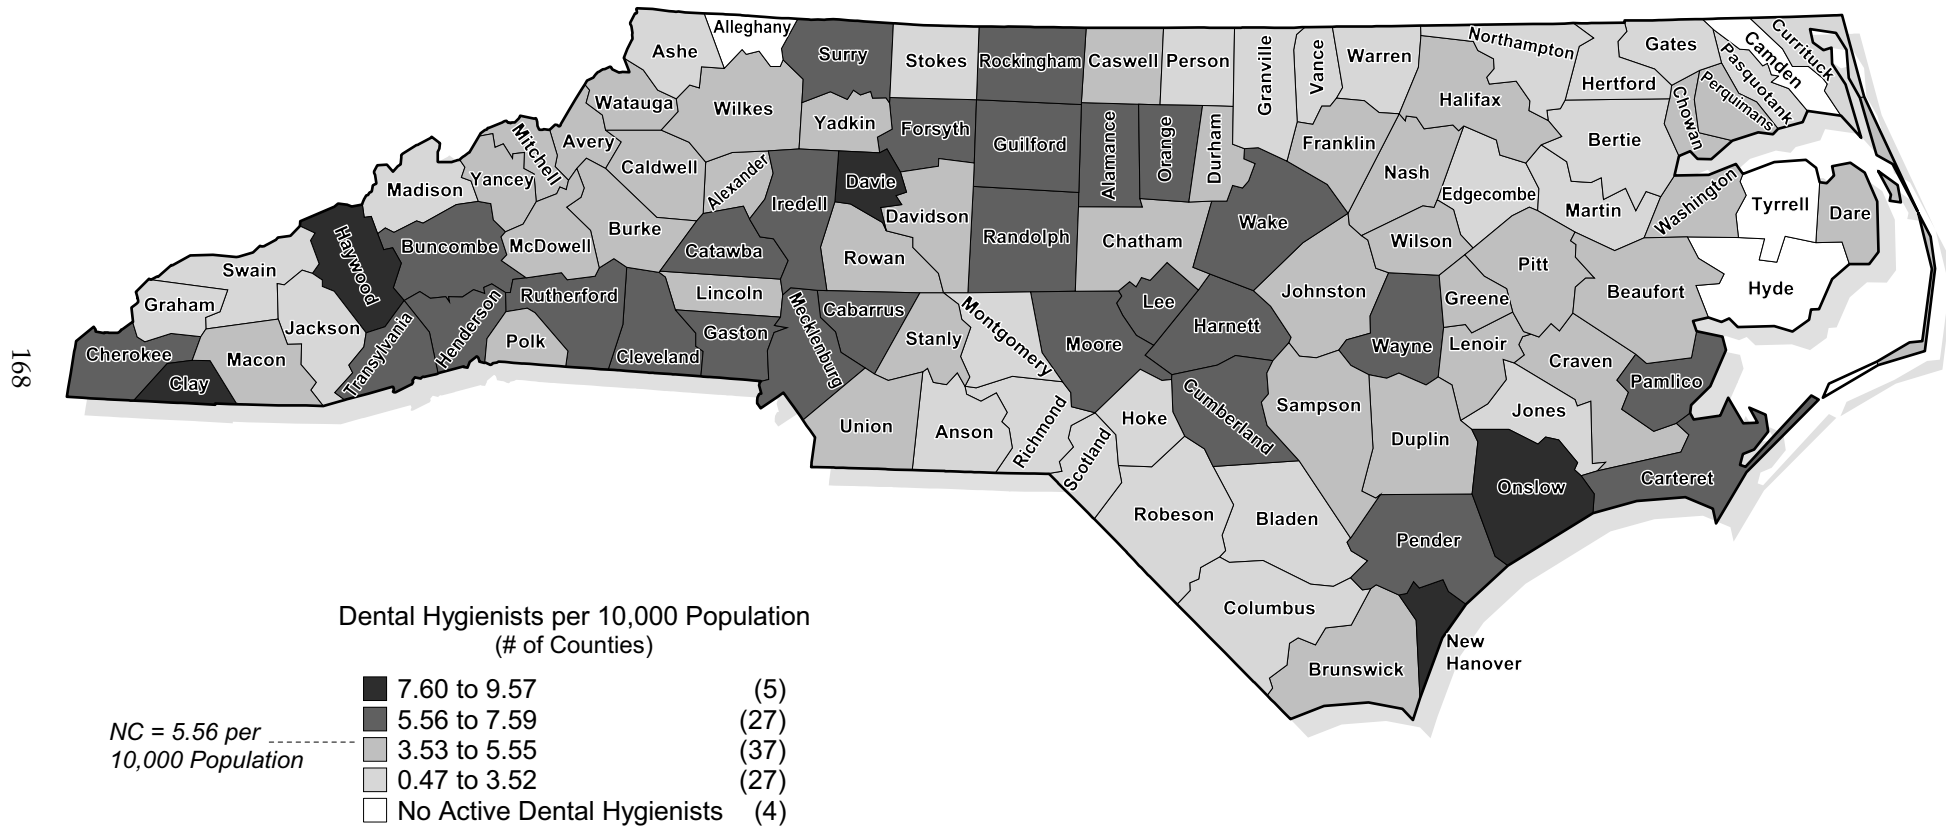 Alleghany
Ashe
Surry
Stokes
Rockingham
Caswell
Person
Granville
Vance
Warren
Northampton
Gates
Hertford
Camden
Currituck
Pasquotank
Perquimans
Chowan
Watauga
Wilkes
Yadkin
Forsyth
Guilford
Alamance
Orange
Durham
Franklin
Halifax
Bertie
Mitchell
Avery
Caldwell
Alexander
Iredell
Davie
Davidson
Randolph
Chatham
Wake
Nash
Edgecombe
Martin
Washington
Tyrrell
Dare
Madison
Yancey
Haywood
Buncombe
McDowell
Burke
Catawba
Rowan
Wilson
Pitt
Beaufort
Hyde
Swain
Graham
Jackson
Rutherford
Lincoln
Mecklenburg
Cabarrus
Montgomery
Lee
Harnett
Johnston
Greene
168
Cherokee
Clay
Macon
Transylvania
Henderson
Polk
Cleveland
Gaston
Stanly
Moore
Wayne
Lenoir
Craven
Pamlico
Union
Anson
Richmond
Scotland
Hoke
Cumberland
Sampson
Duplin
Jones
Onslow
Carteret
Robeson
Bladen
Pender
Columbus
Brunswick
New
Hanover
Dental Hygienists per 10,000 Population
(# of Counties)
7.60 to 9.57 (5)
5.56 to 7.59 (27)
3.53 to 5.55 (37)
0.47 to 3.52 (27)
No Active Dental Hygienists (4)
NC = 5.56 per
10,000 Population